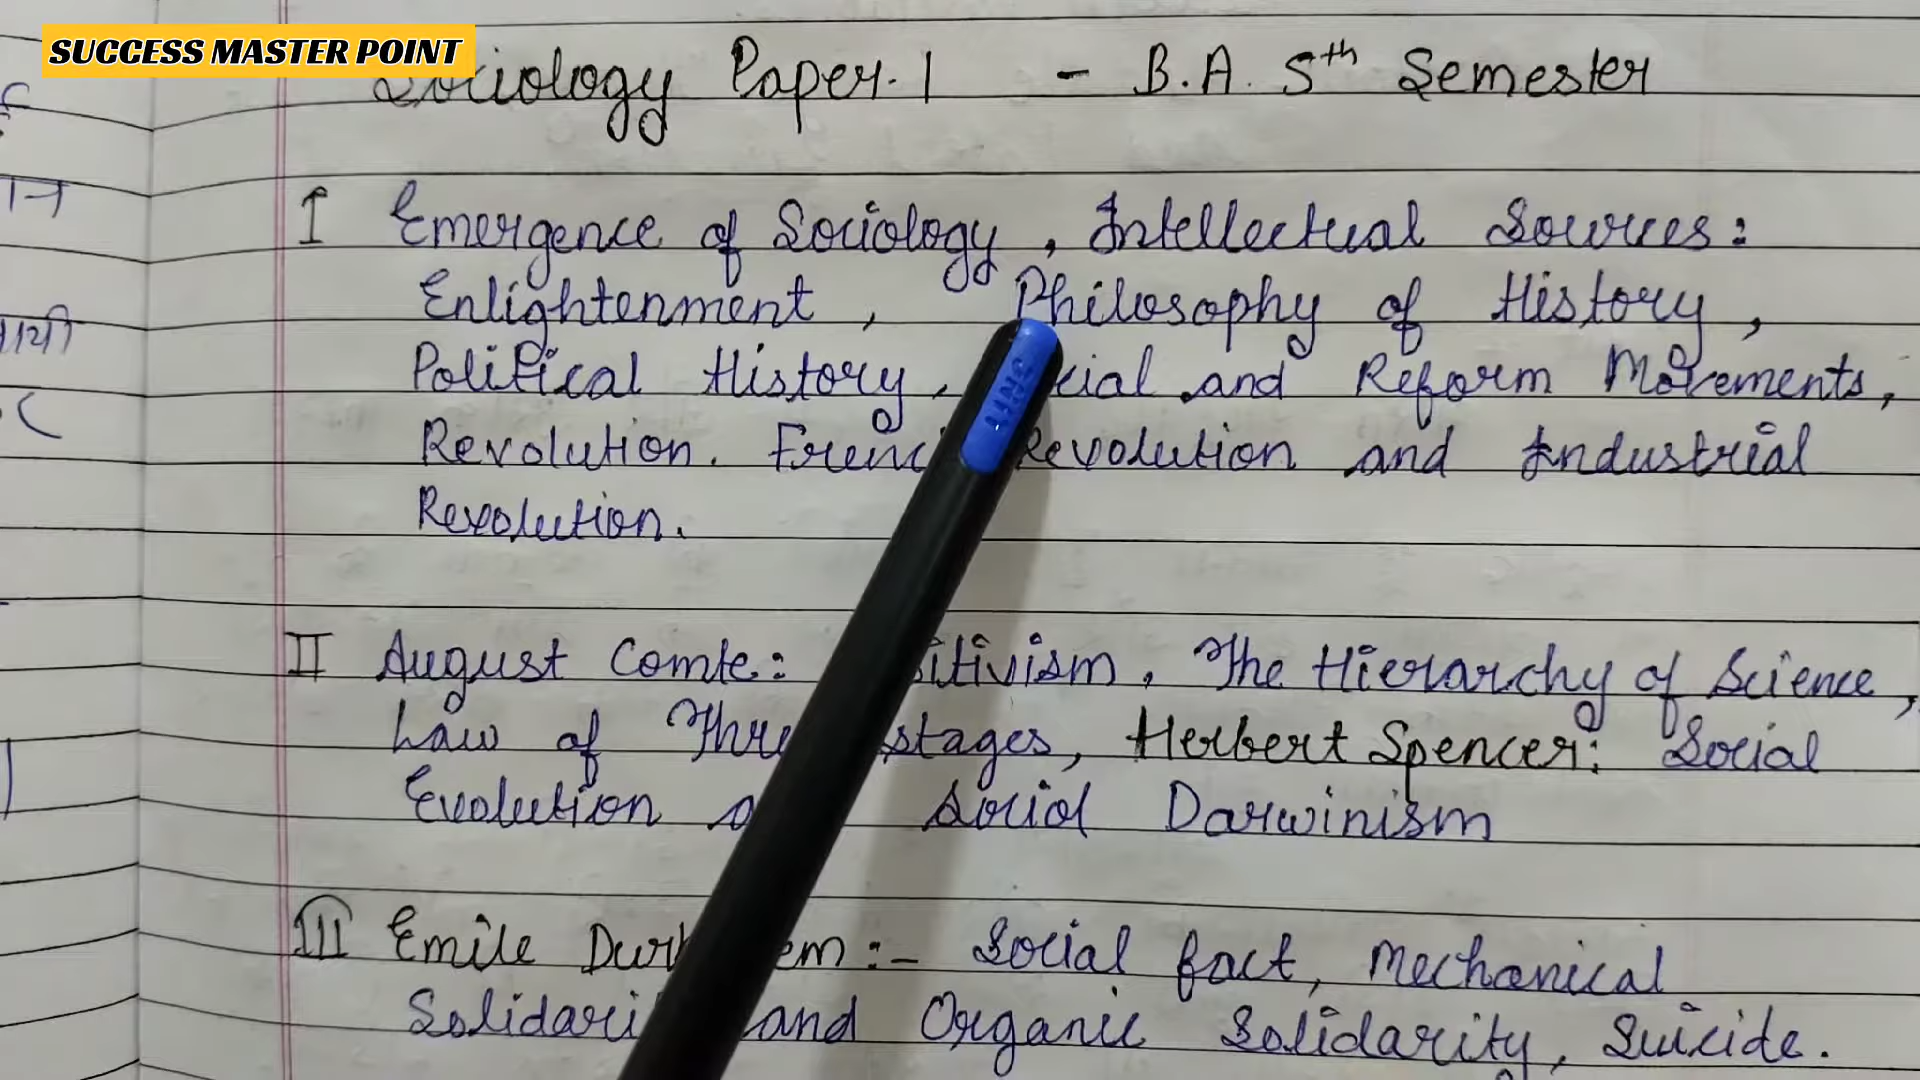 SUCCESS MASTER POINT
Sociology Paper-1 - B.A. 5th Semester
I Emergence of Sociology, Intellectual Sources:
Enlightenment, Philosophy of History,
Political History, and Reform Movements,
Revolution. Revolution and Industrial
Revolution.
II August Comte: The Hierarchy of Science,
Law of stages, Herbert Spencer: Social
Evolution Social Darwinism
III Emile :- Social fact, Mechanical
and Organic Solidarity, Suicide.